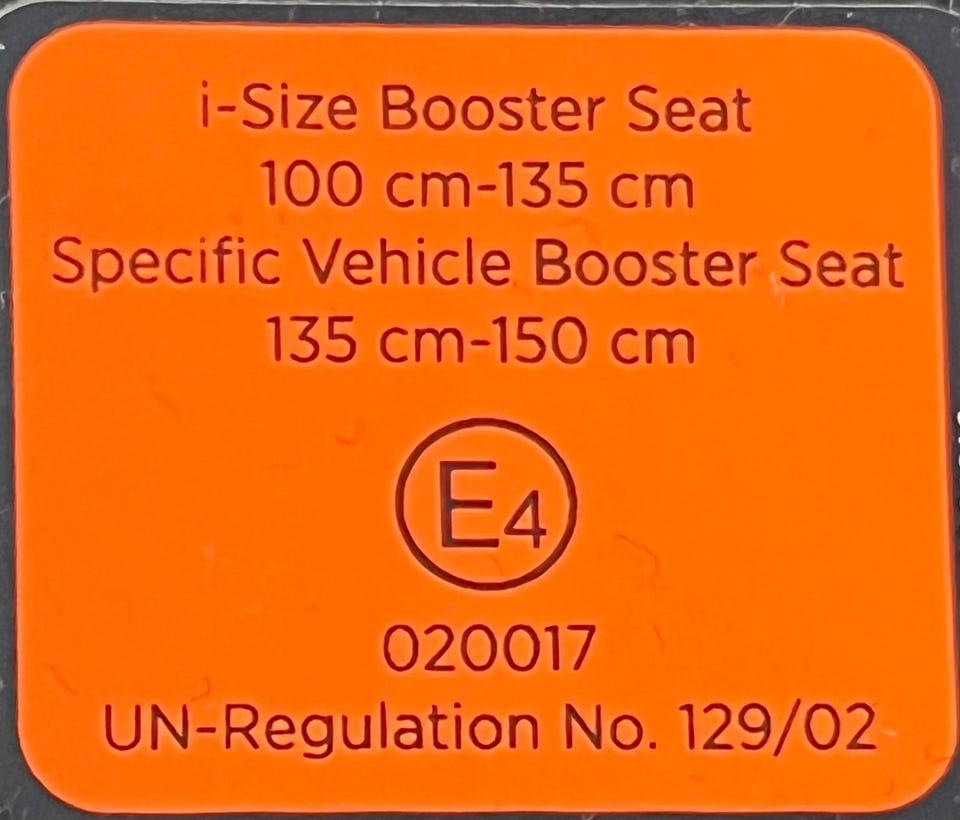 i-Size Booster Seat
100 cm-135 cm
Specific Vehicle Booster Seat
135 cm-150 cm
E4
020017
UN-Regulation No. 129/02